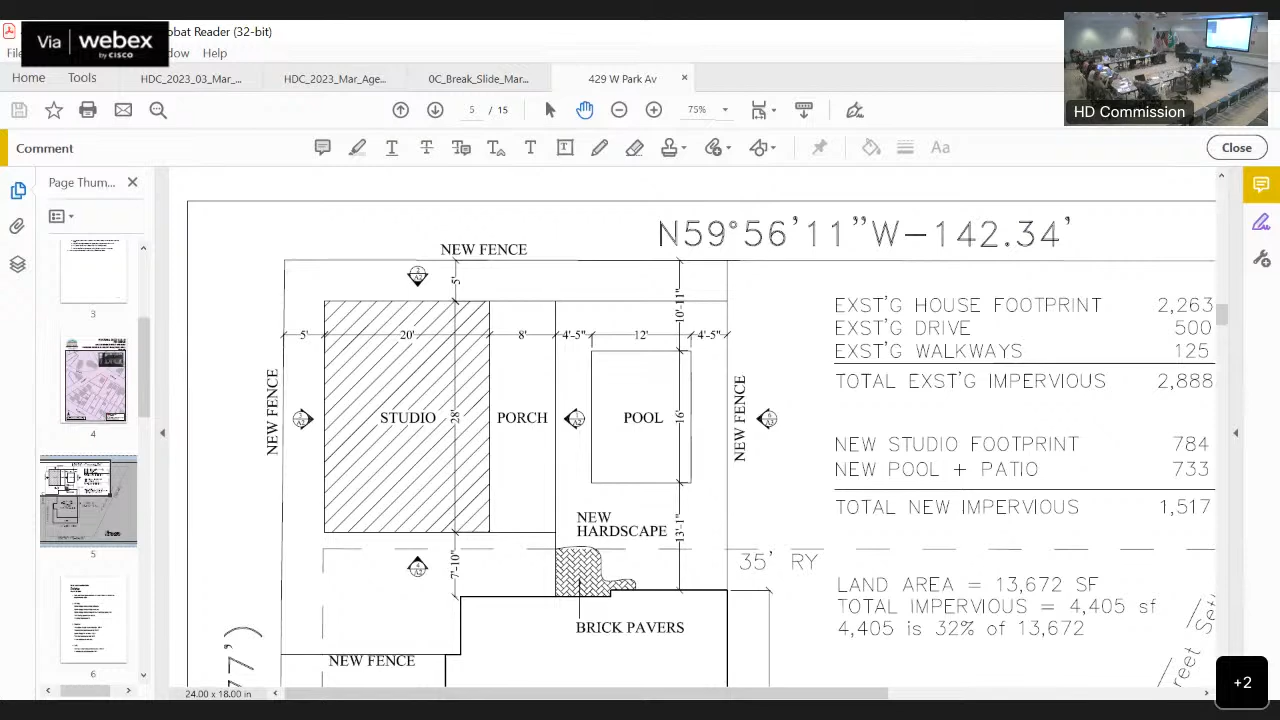 Via webex
by CISCO
obat Reader (32-bit)
dow Help
Home Tools HDC_2023_03_Mar_... HDC_2023_Mar_Age... 0C_Break_Slide_Mar... 429 W Park Av
5 / 15 75%
HD Commission
Comment Close
Page Thum...
3
4
5
6
N59°56'11"W-142.34'
NEW FENCE
5'
10'-11"
5' 20' 8' 4'-5" 12' 4'-5"
NEW FENCE
STUDIO
28'
PORCH
POOL
16'
NEW FENCE
NEW
HARDSCAPE
13'-1"
7'-10"
35' RY
BRICK PAVERS
NEW FENCE
77')
EXST'G HOUSE FOOTPRINT 2,263
EXST'G DRIVE 500
EXST'G WALKWAYS 125
TOTAL EXST'G IMPERVIOUS 2,888
NEW STUDIO FOOTPRINT 784
NEW POOL + PATIO 733
TOTAL NEW IMPERVIOUS 1,517
LAND AREA = 13,672 SF
TOTAL IMPERVIOUS = 4,405 sf
4,405 is 32% of 13,672
reet Set
24.00 x 18.00 in
+2